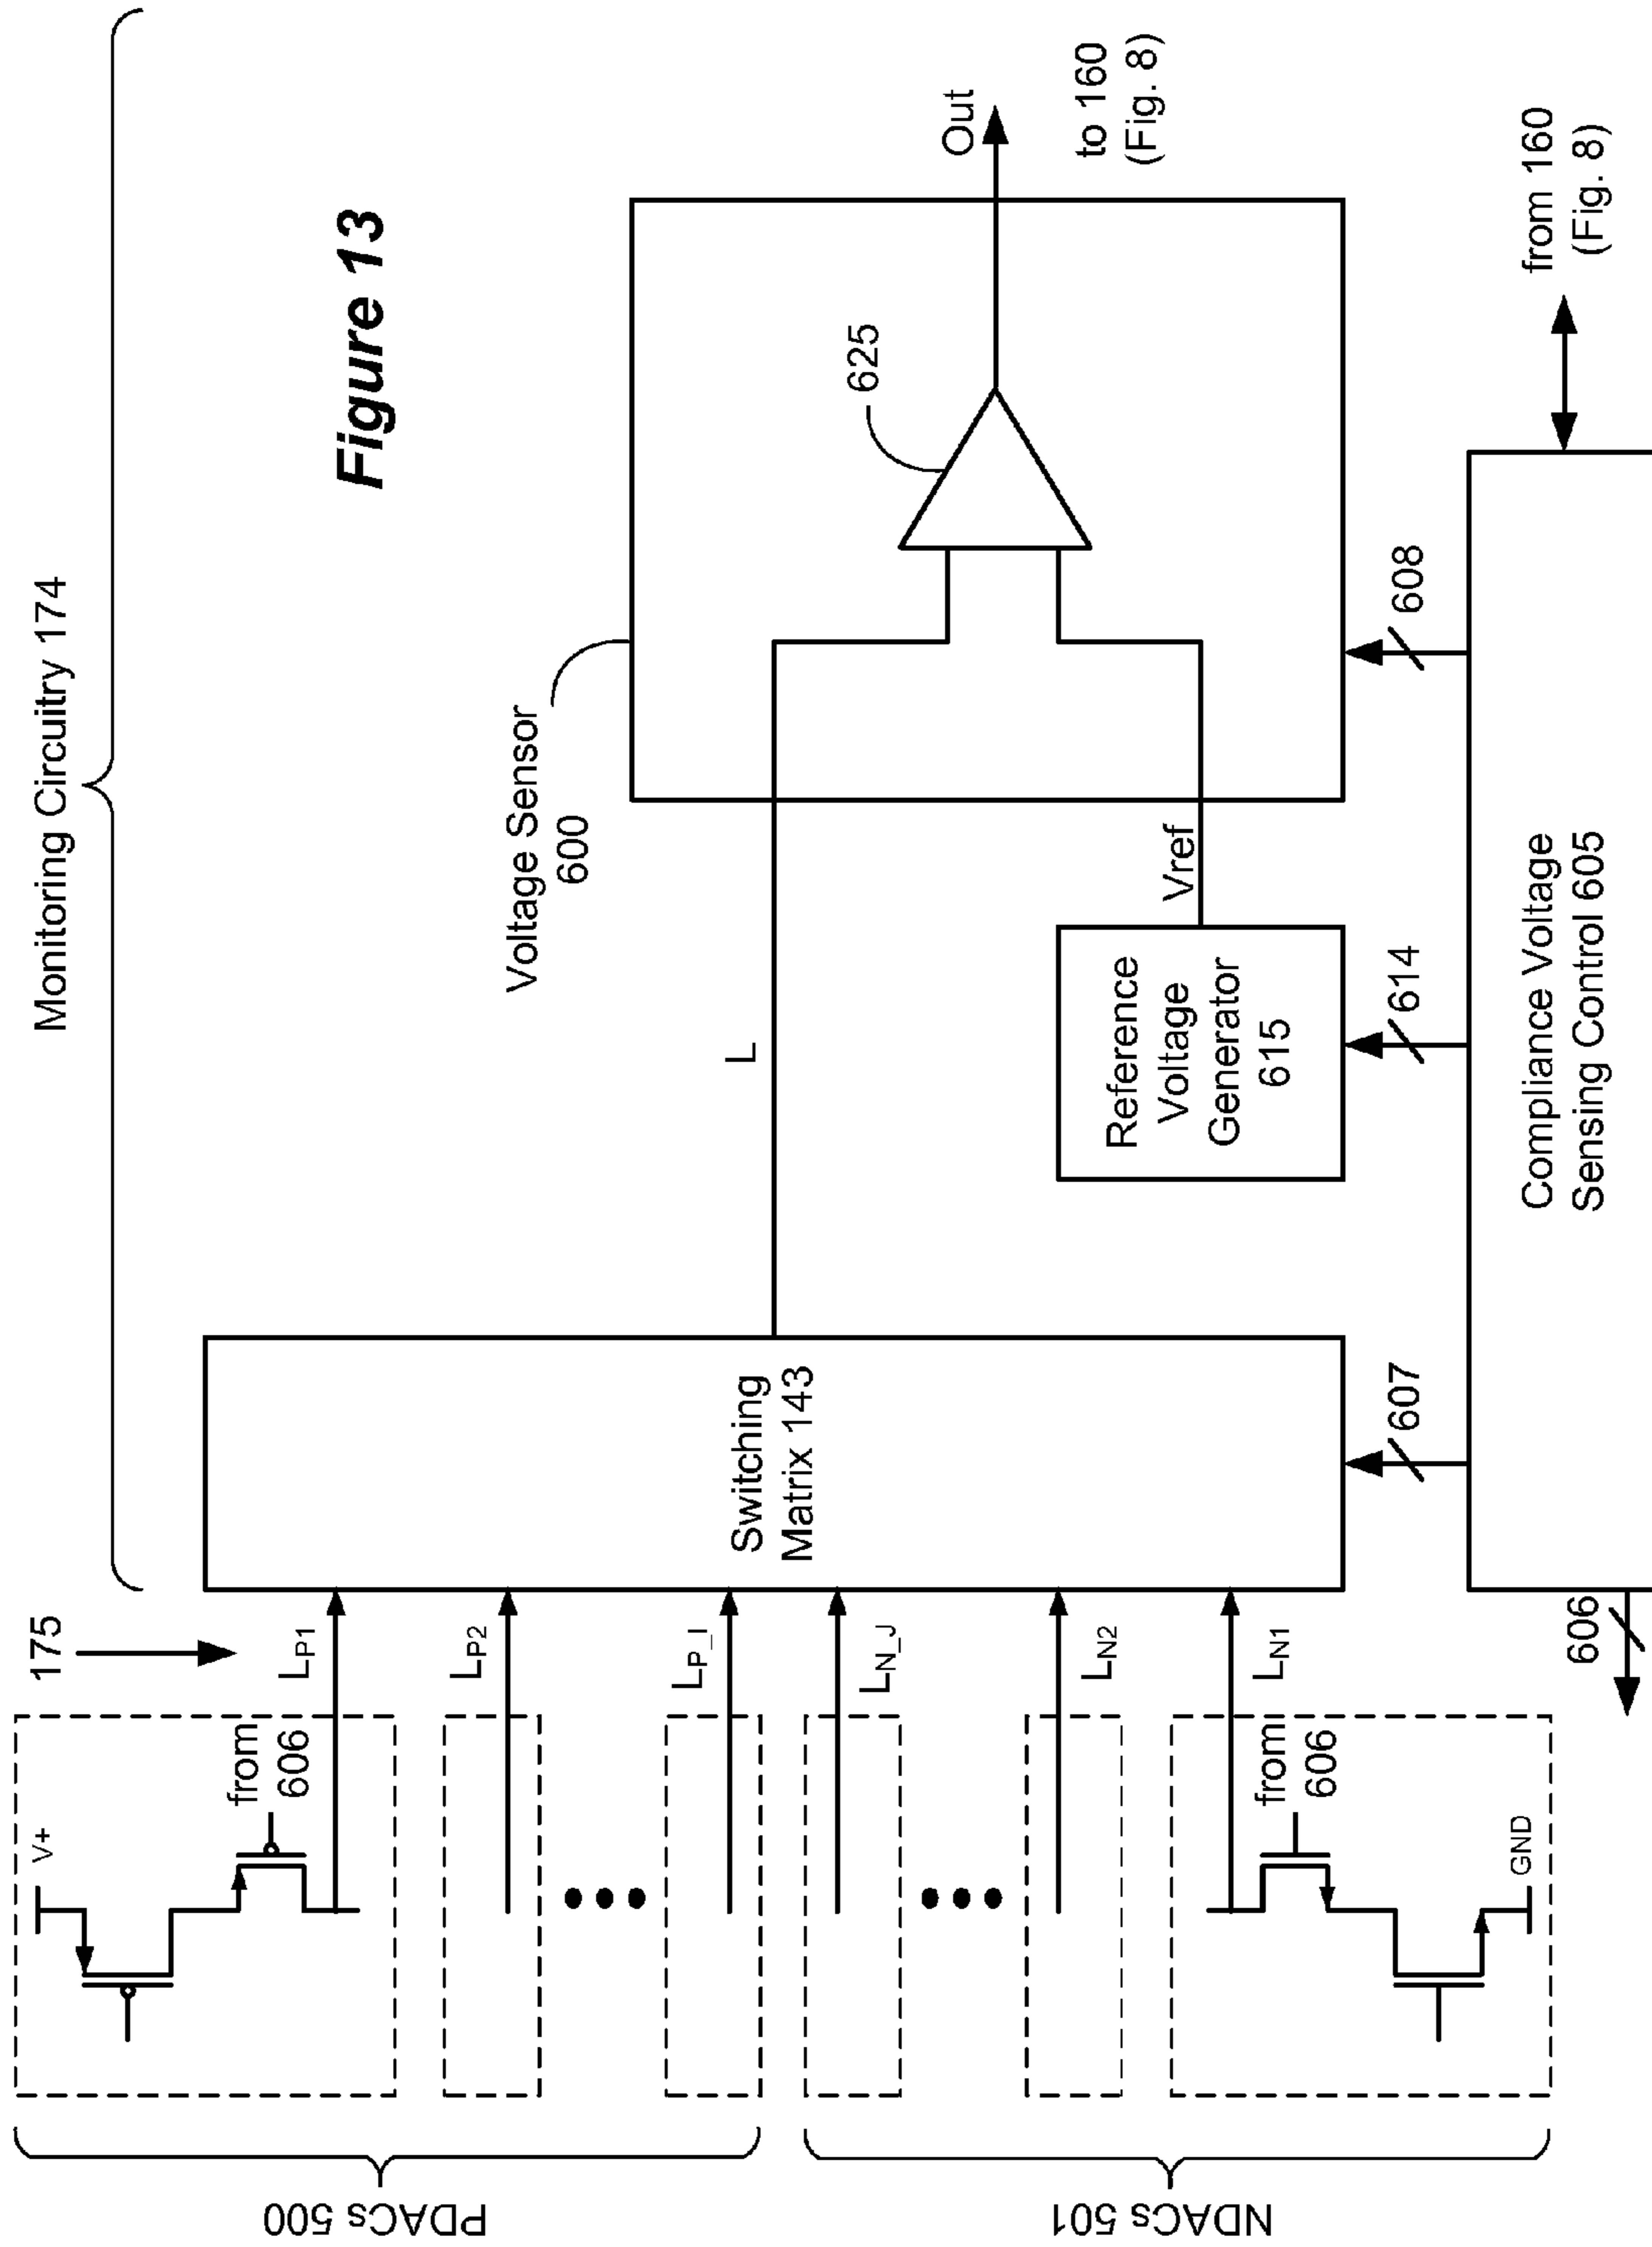 Monitoring Circuitry 174
Figure 13
175
V+
from
606
LP1
LP2
LP_I
LN_J
LN2
LN1
from
606
GND
PDACs 500
NDACs 501
Switching
Matrix 143
L
Voltage Sensor
600
625
Out
to 160
(Fig. 8)
Vref
Reference
Voltage
Generator
615
607
614
608
606
Compliance Voltage
Sensing Control 605
from 160
(Fig. 8)